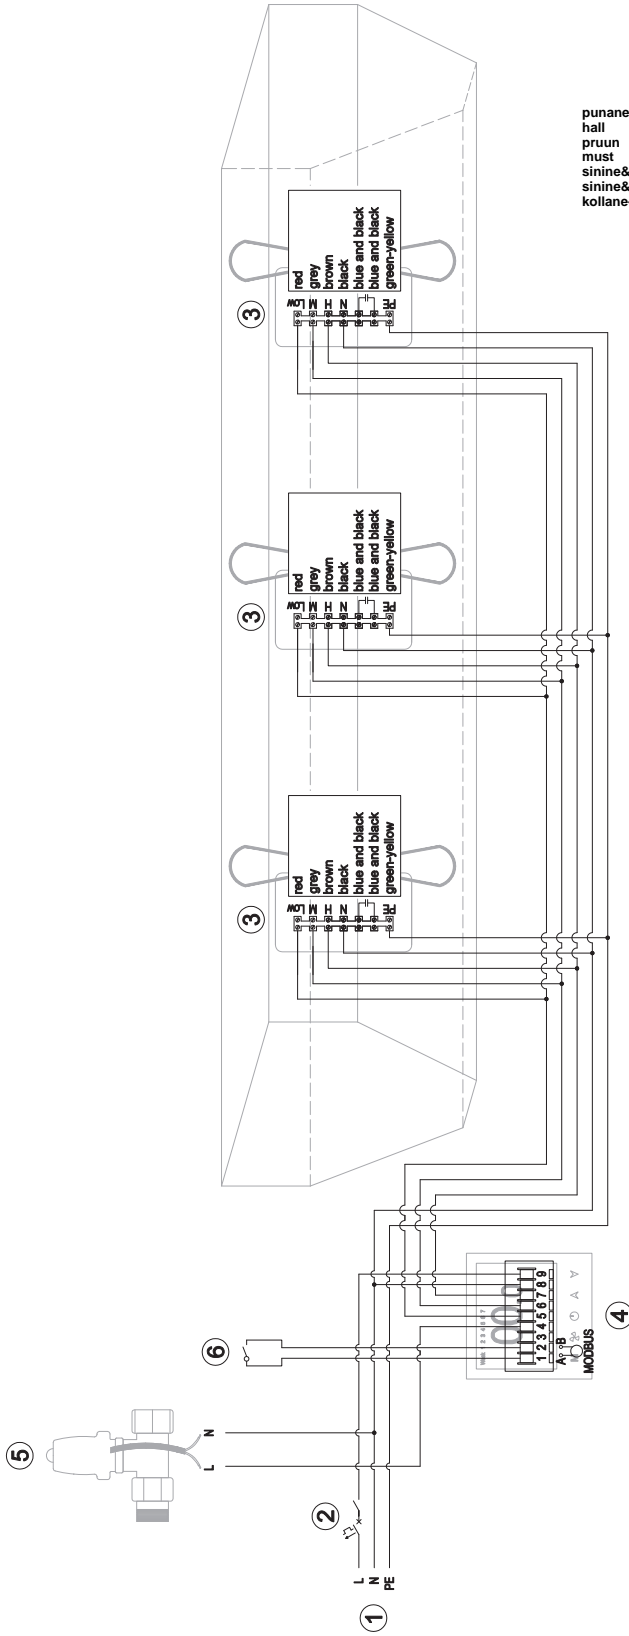 punane
hall
pruun
must
sinine&
sinine&
kollane
3
red
grey
brown
black
blue and black
blue and black
green-yellow
Low
M
H
N
PE
3
red
grey
brown
black
blue and black
blue and black
green-yellow
Low
M
H
N
PE
3
red
grey
brown
black
blue and black
blue and black
green-yellow
Low
M
H
N
PE
4
1 2 3 4 5 6 7 8 9
A B
MODBUS
6
5
L N
2
L
N
PE
1